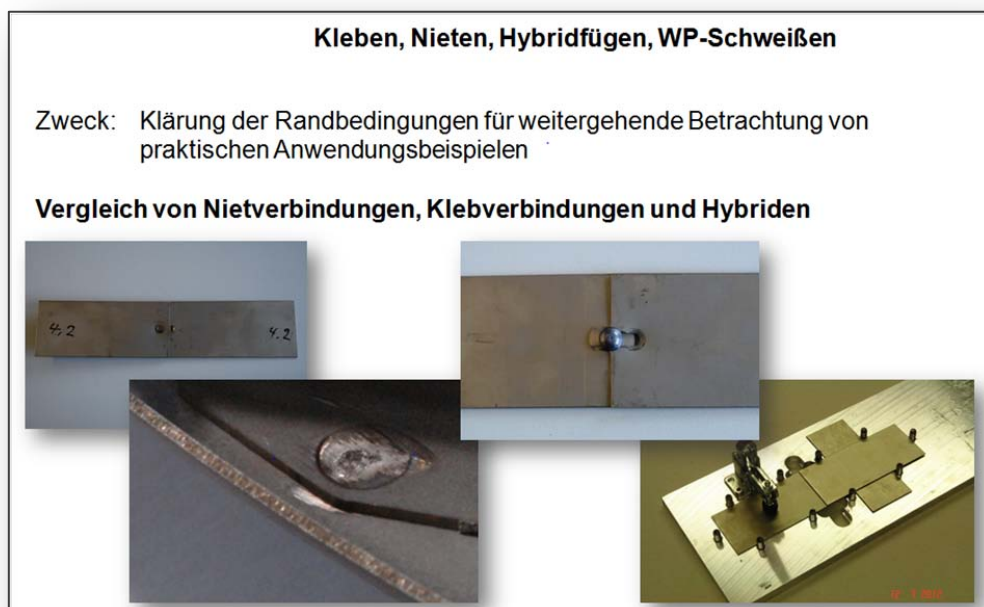 Kleben, Nieten, Hybridfügen, WP-Schweißen
Zweck: Klärung der Randbedingungen für weitergehende Betrachtung von
praktischen Anwendungsbeispielen
Vergleich von Nietverbindungen, Klebverbindungen und Hybriden
4,2 4,2